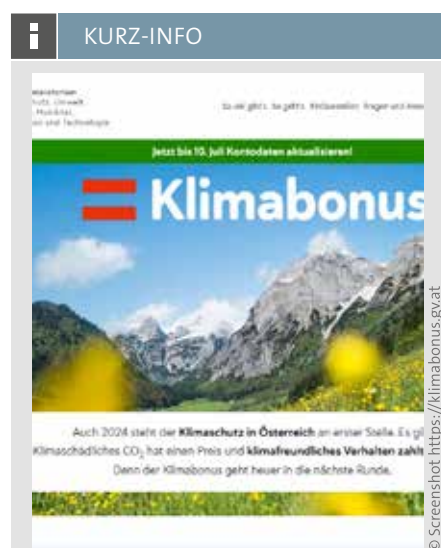 i KURZ-INFO
Jetzt bis 10. Juli Kontodaten aktualisieren!
Klimabonus
Auch 2024 steht der Klimaschutz in Österreich an erster Stelle. Es
Klimaschädliches CO₂ hat einen Preis und klimafreundliches Verhalten
Denn der Klimabonus geht heuer in die nächste Runde.
© Screenshot https://klimabonus.gv.at